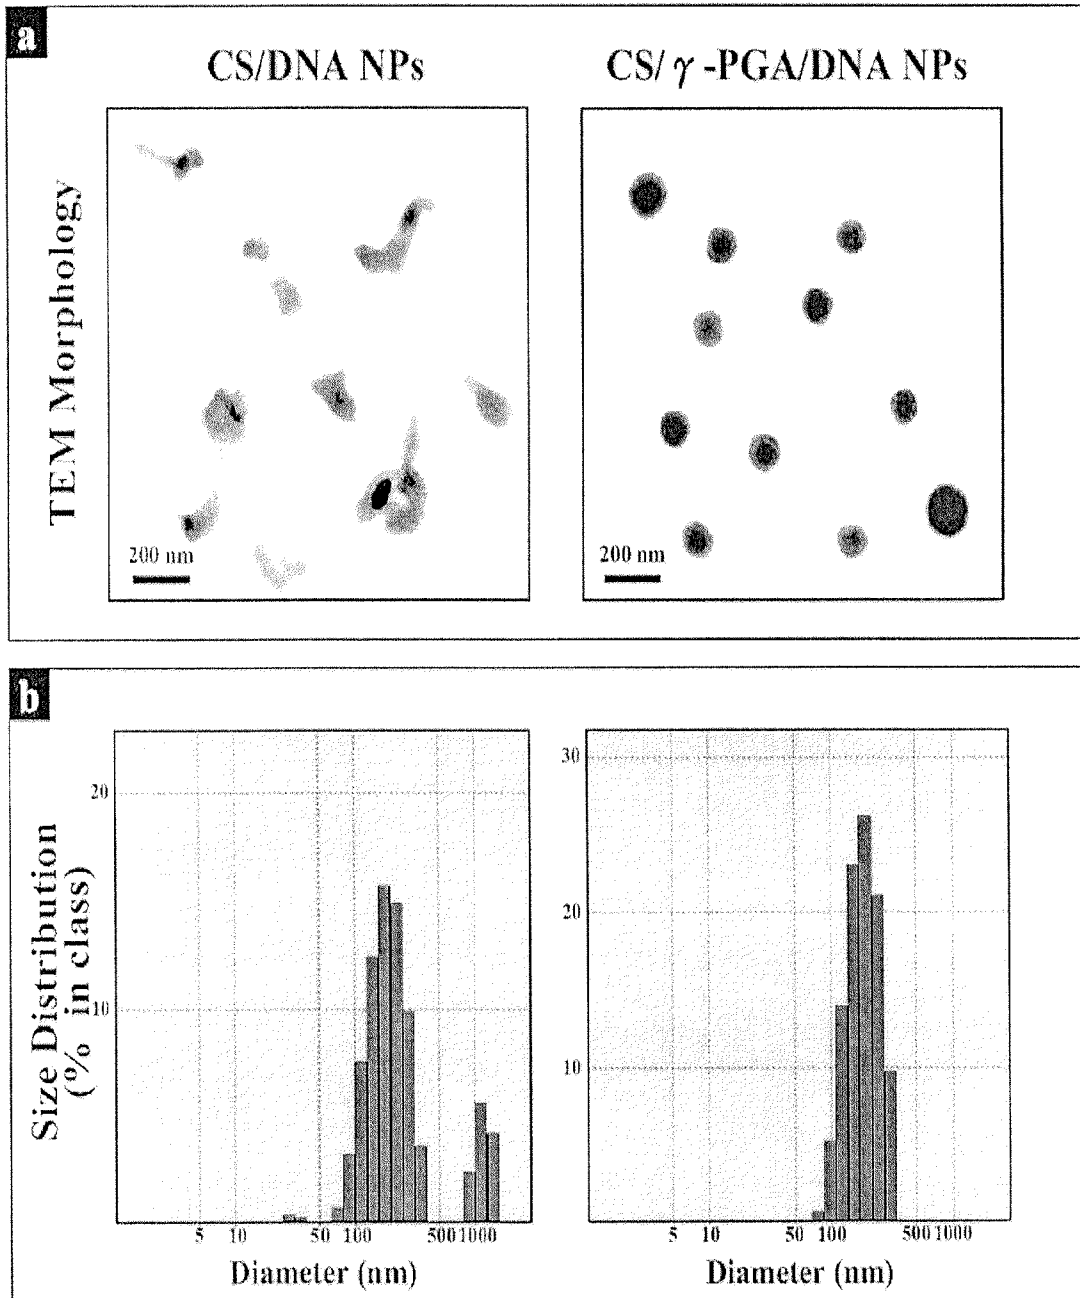 a
CS/DNA NPs
CS/ γ -PGA/DNA NPs
TEM Morphology
200 nm
200 nm
b
Size Distribution
(% in class)
20
10
5 10 50 100 500 1000
Diameter (nm)
30
20
10
5 10 50 100 500 1000
Diameter (nm)